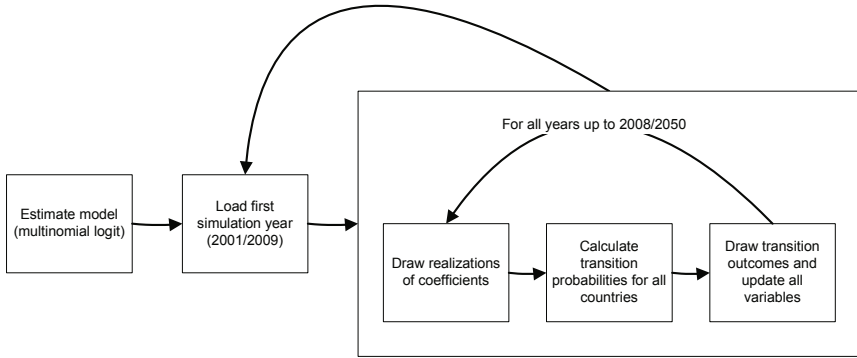 For all years up to 2008/2050
Estimate model
(multinomial logit)
Load first
simulation year
(2001/2009)
Draw realizations
of coefficients
Calculate
transition
probabilities for all
countries
Draw transition
outcomes and
update all
variables